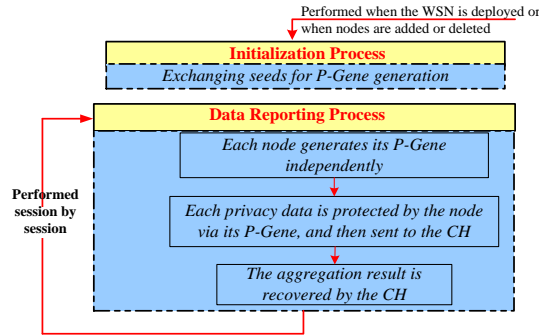 Performed when the WSN is deployed or
when nodes are added or deleted
Initialization Process
Exchanging seeds for P-Gene generation
Data Reporting Process
Each node generates its P-Gene
independently
Performed
session by
session
Each privacy data is protected by the node
via its P-Gene, and then sent to the CH
The aggregation result is
recovered by the CH